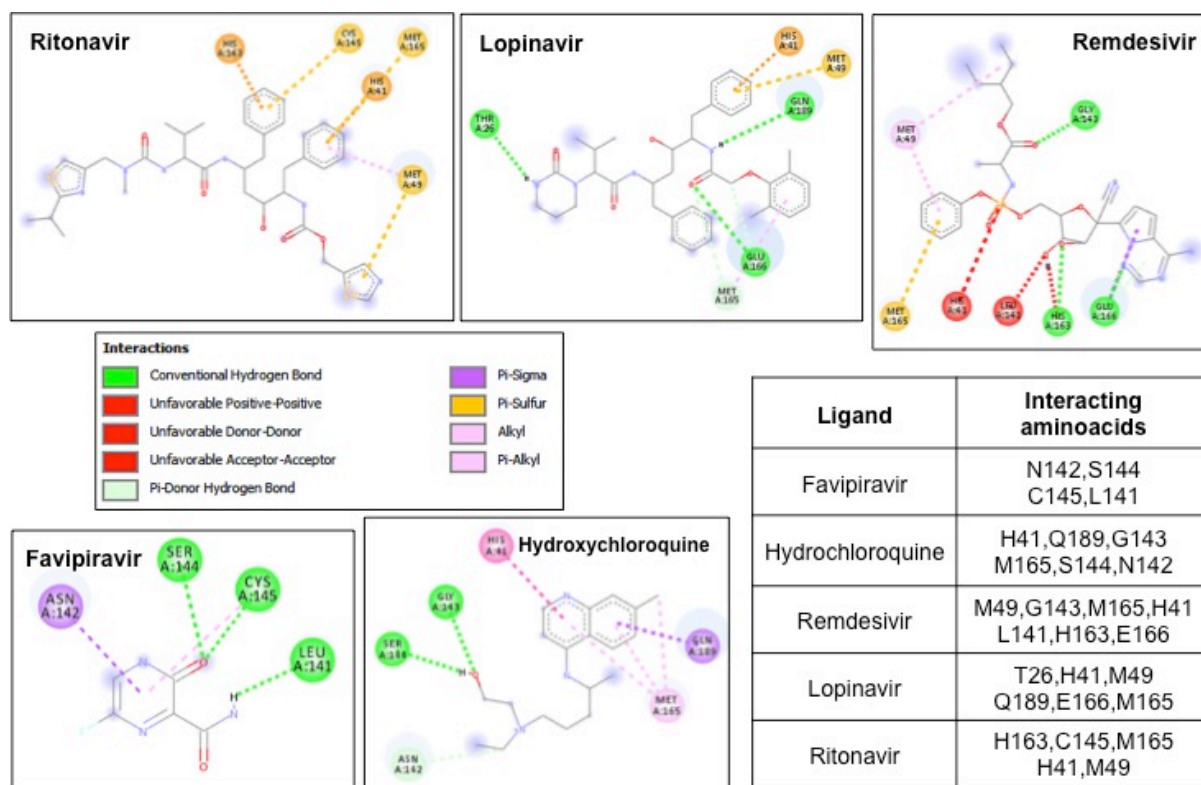 Ritonavir
HIS
A:163
CYS
A:145
MET
A:165
HIS
A:41
MET
A:49
Lopinavir
HIS
A:41
MET
A:49
GLN
A:189
THR
A:26
GLU
A:166
MET
A:165
Remdesivir
GLY
A:143
MET
A:49
MET
A:165
HIS
A:41
LEU
A:141
HIS
A:163
GLU
A:166
H
H
H
Interactions
Conventional Hydrogen Bond
Unfavorable Positive-Positive
Unfavorable Donor-Donor
Unfavorable Acceptor-Acceptor
Pi-Donor Hydrogen Bond
Pi-Sigma
Pi-Sulfur
Alkyl
Pi-Alkyl
Favipiravir
SER
A:144
CYS
A:145
ASN
A:142
LEU
A:141
H
Hydroxychloroquine
HIS
A:41
GLY
A:143
SER
A:144
GLN
A:189
MET
A:165
ASN
A:142
H
Ligand
Interacting
aminoacids
Favipiravir
N142,S144
C145,L141
Hydrochloroquine
H41,Q189,G143
M165,S144,N142
Remdesivir
M49,G143,M165,H41
L141,H163,E166
Lopinavir
T26,H41,M49
Q189,E166,M165
Ritonavir
H163,C145,M165
H41,M49